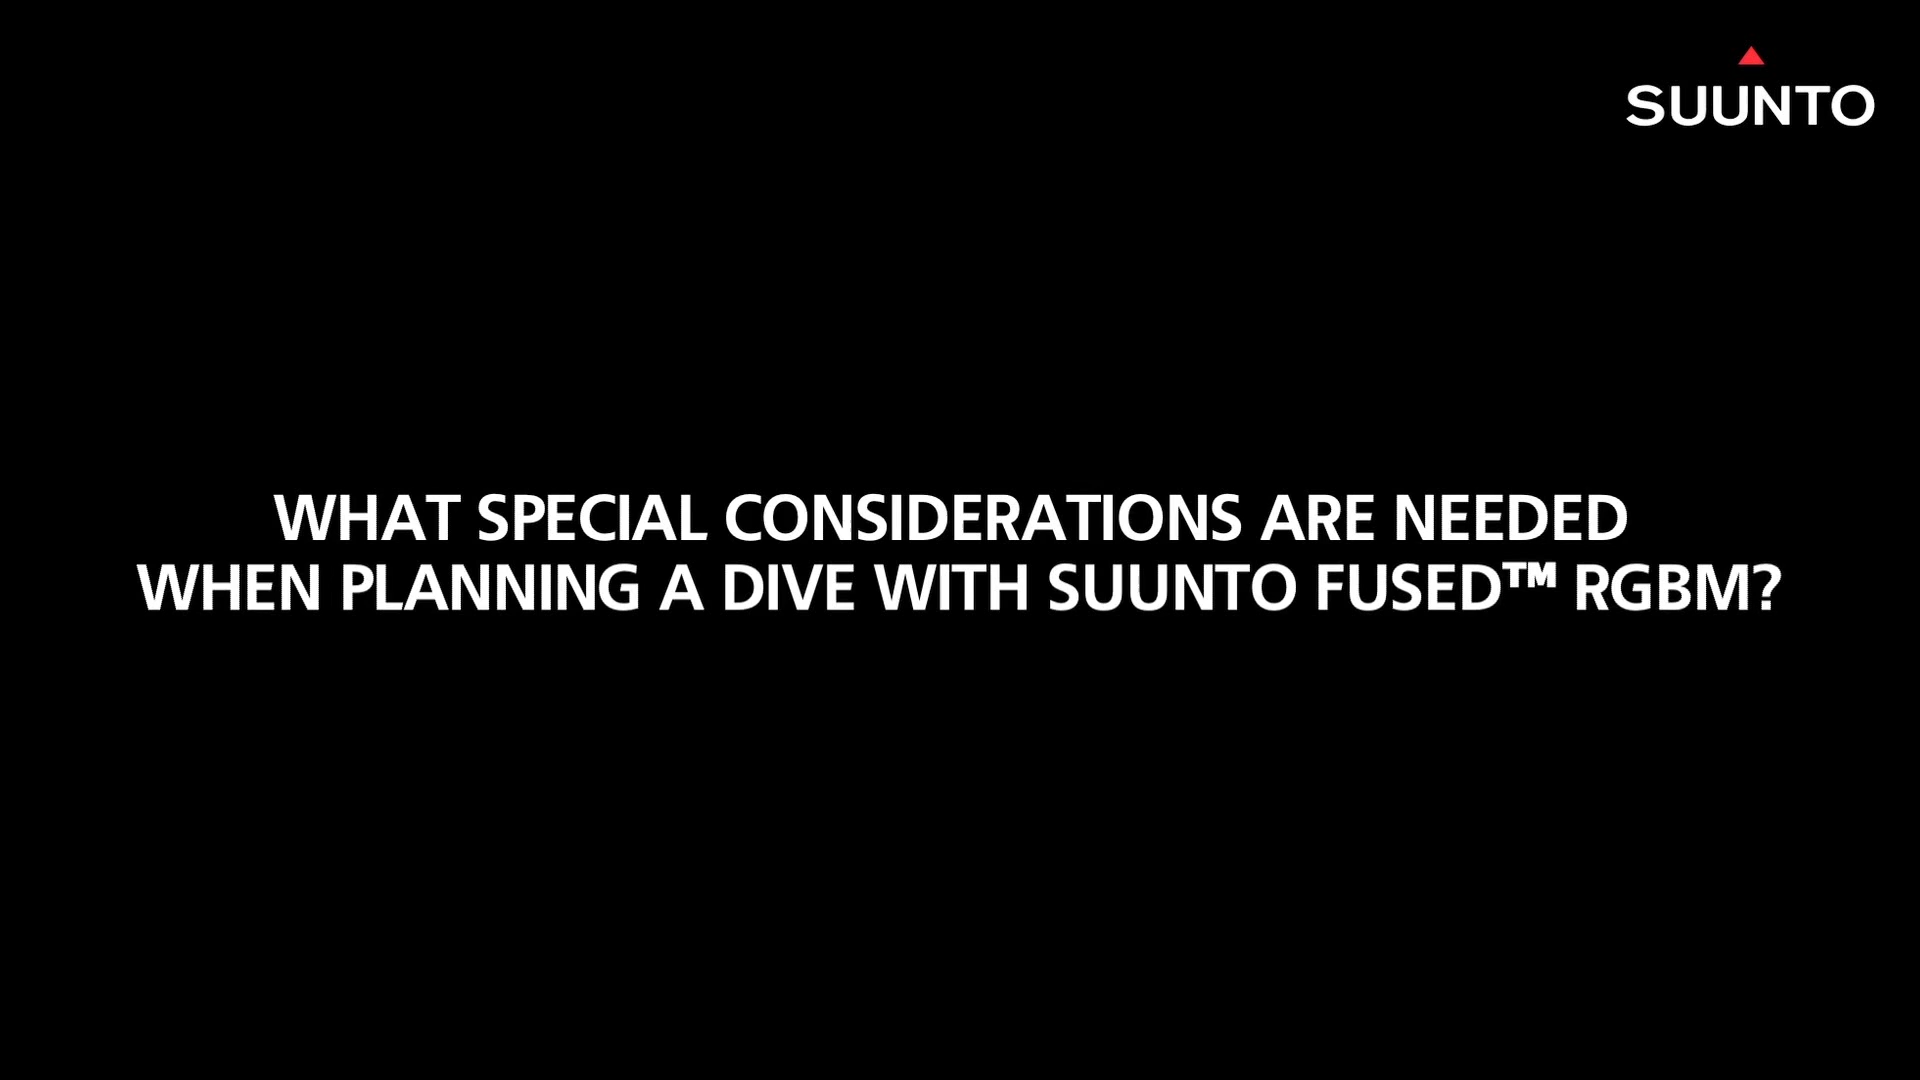 SUUNTO
WHAT SPECIAL CONSIDERATIONS ARE NEEDED
WHEN PLANNING A DIVE WITH SUUNTO FUSED™ RGBM?